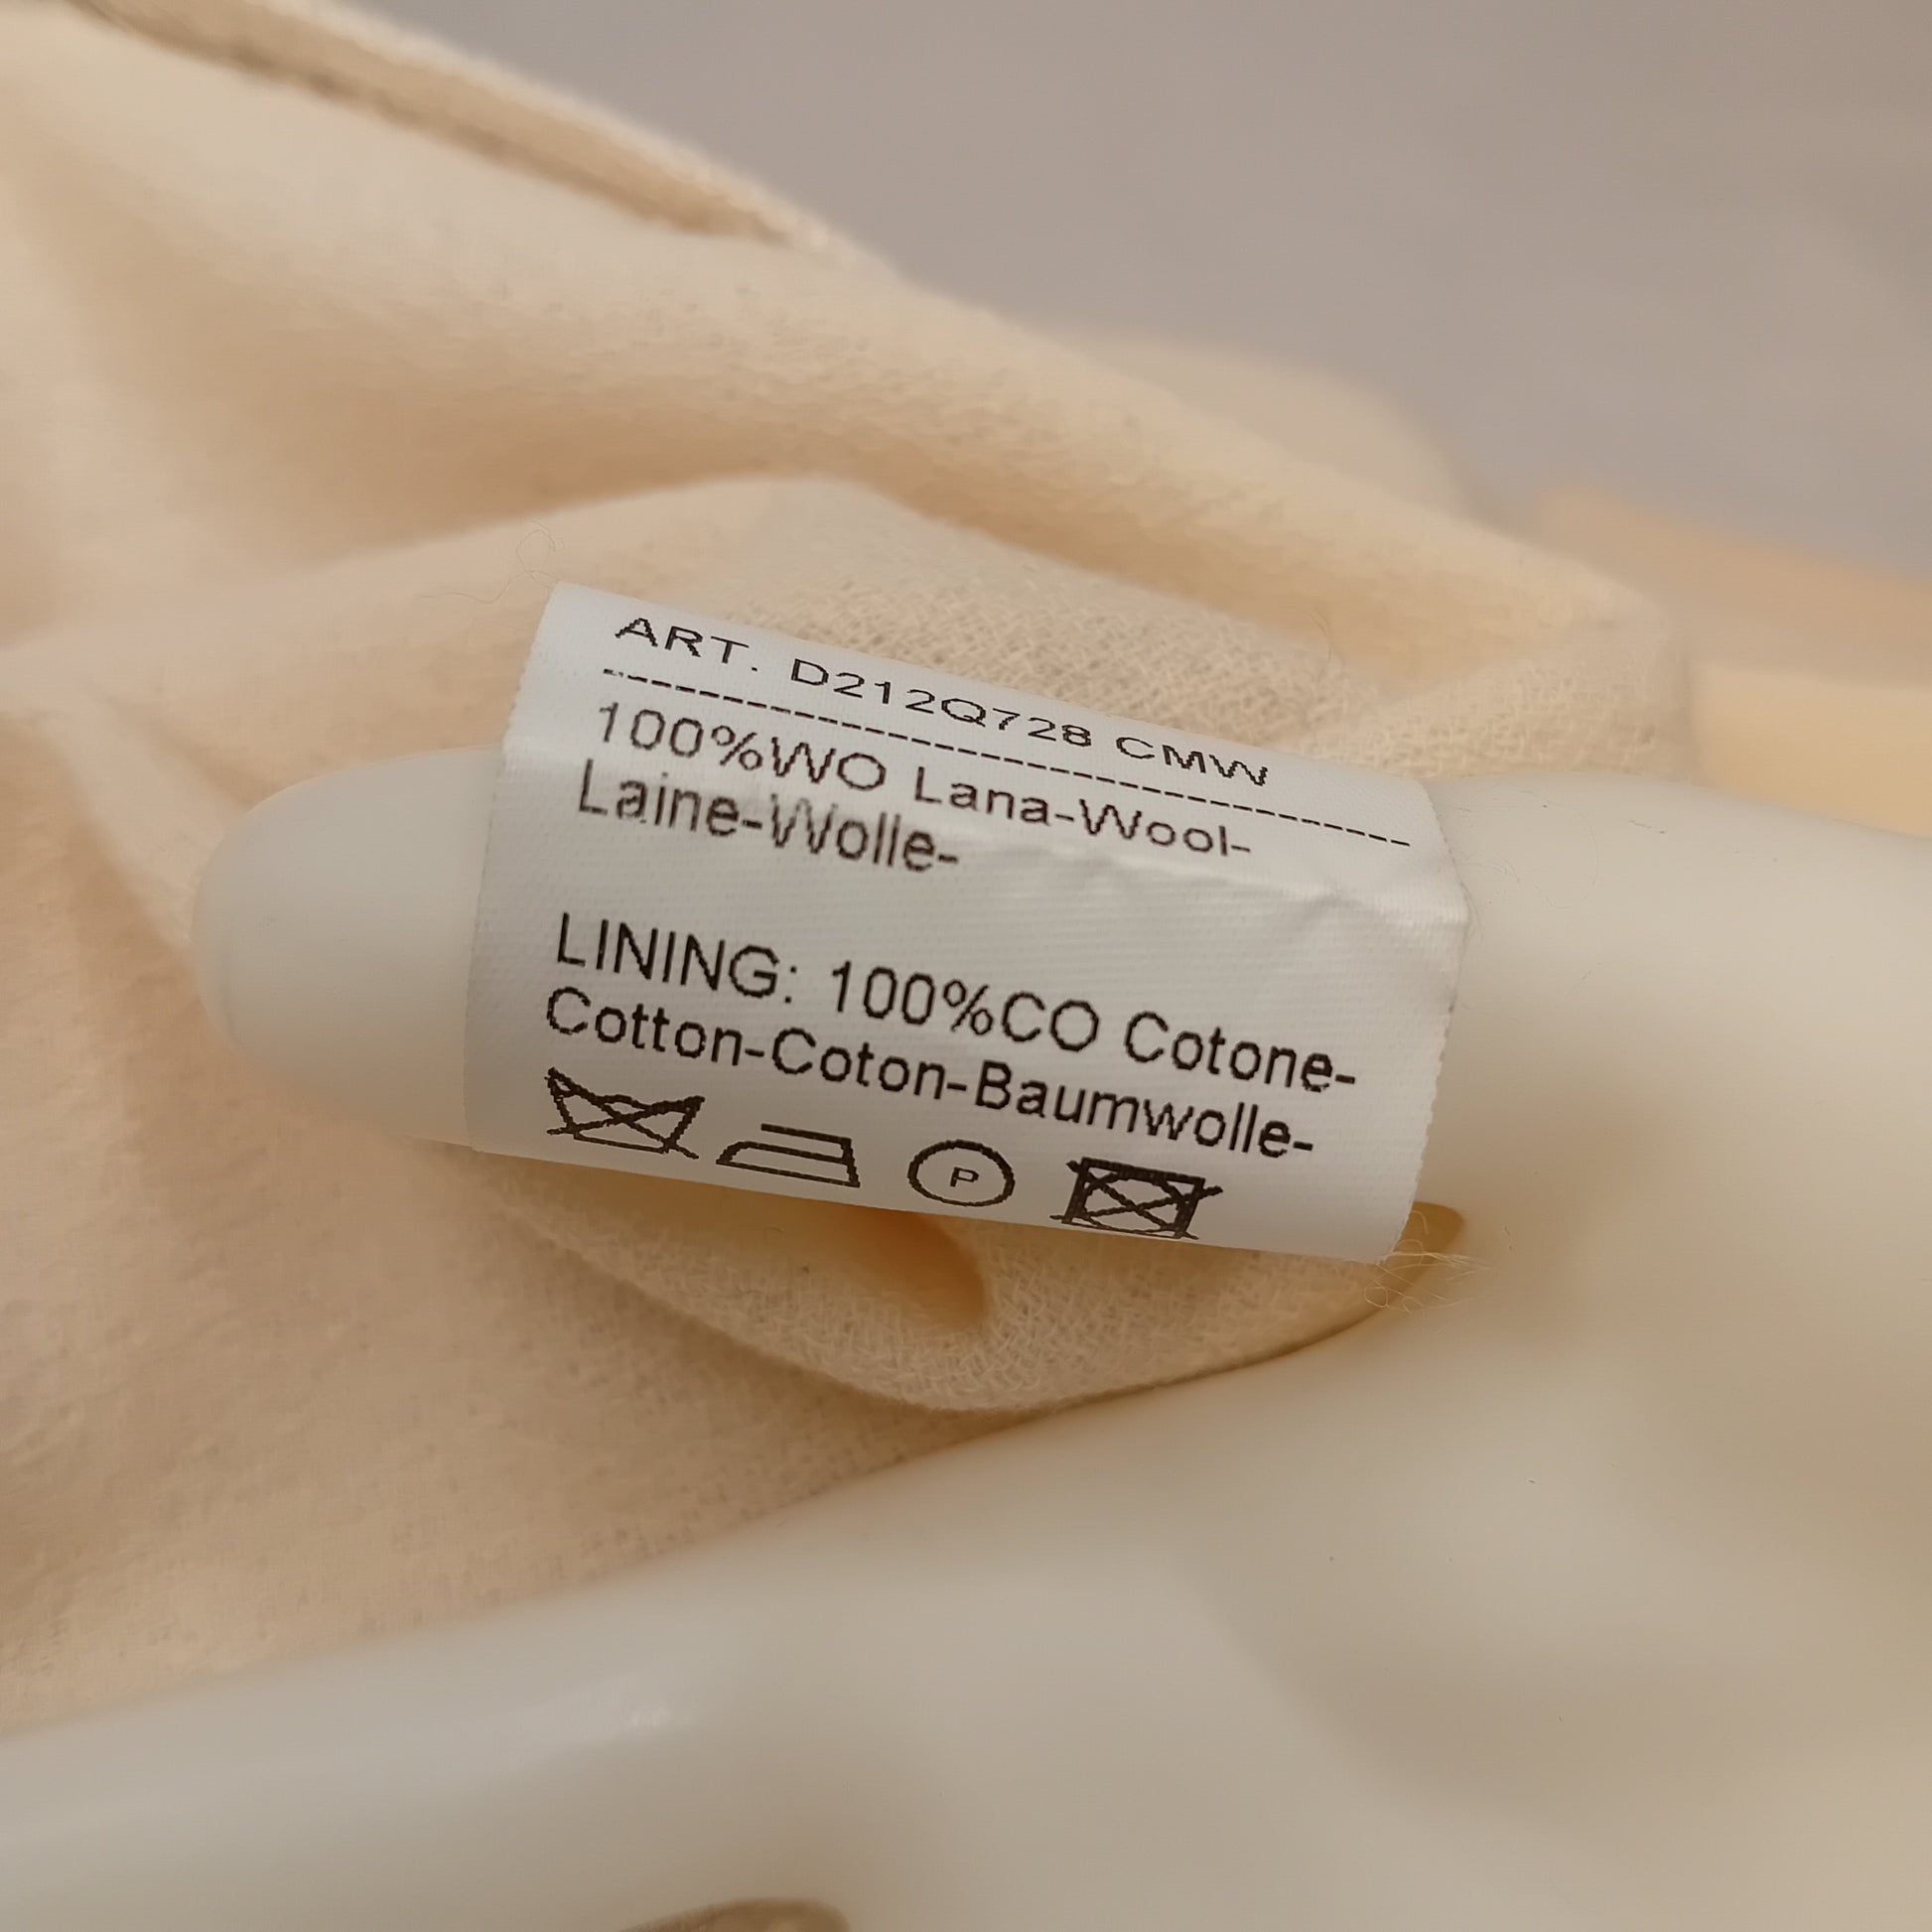 ART. D212Q728 CMW
--------------------------------------------
100%WO Lana-Wool-
Laine-Wolle-
LINING: 100%CO Cotone-
Cotton-Coton-Baumwolle-
P